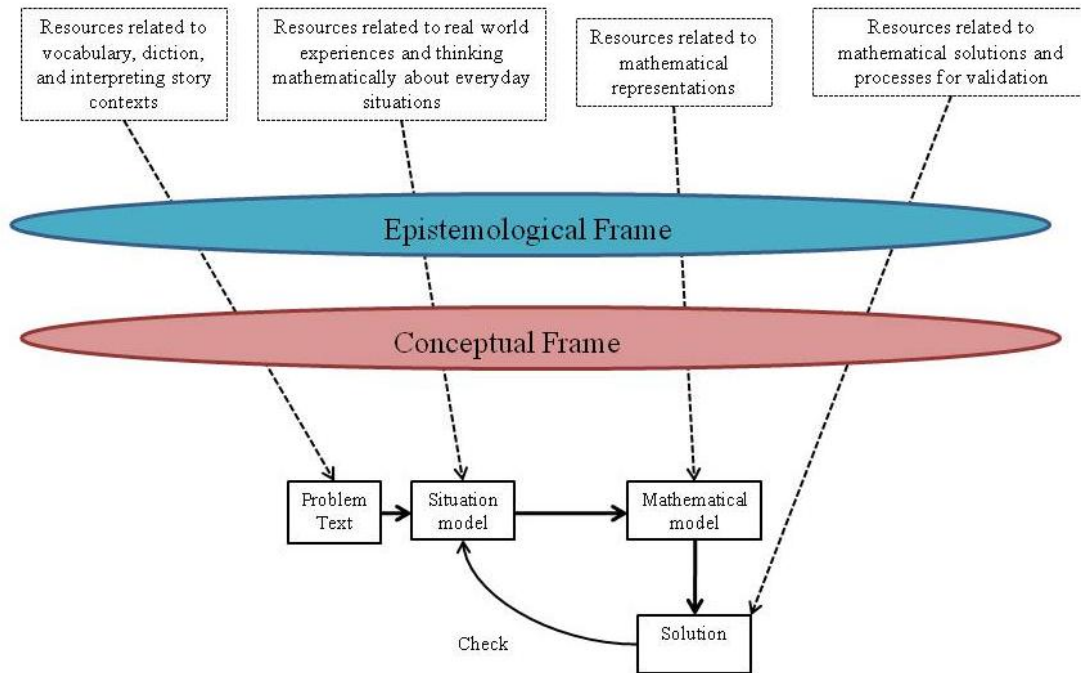 Resources related to
vocabulary, diction,
and interpreting story
contexts
Resources related to real world
experiences and thinking
mathematically about everyday
situations
Resources related to
mathematical
representations
Resources related to
mathematical solutions and
processes for validation
Epistemological Frame
Conceptual Frame
Problem
Text
Situation
model
Mathematical
model
Solution
Check